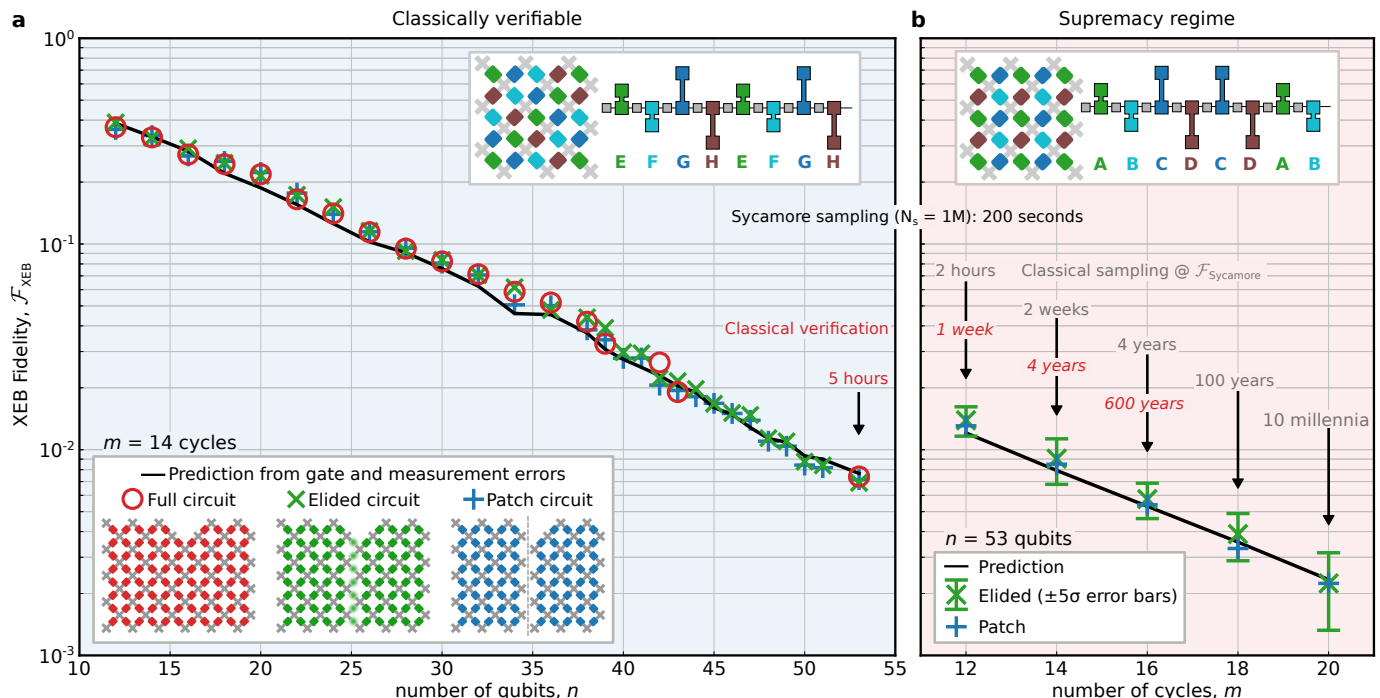 a
Classically verifiable
b
Supremacy regime
10⁰
10⁻¹
10⁻²
10⁻³
XEB Fidelity, ℱXEB
E F G H E F G H
A B C D C D A B
Sycamore sampling (Nₛ = 1M): 200 seconds
Classical verification
5 hours
m = 14 cycles
Prediction from gate and measurement errors
Full circuit
Elided circuit
Patch circuit
10 15 20 25 30 35 40 45 50 55
number of qubits, n
2 hours
Classical sampling @ ℱSycamore
1 week
2 weeks
4 years
4 years
600 years
100 years
10 millennia
n = 53 qubits
Prediction
Elided (±5σ error bars)
Patch
12 14 16 18 20
number of cycles, m